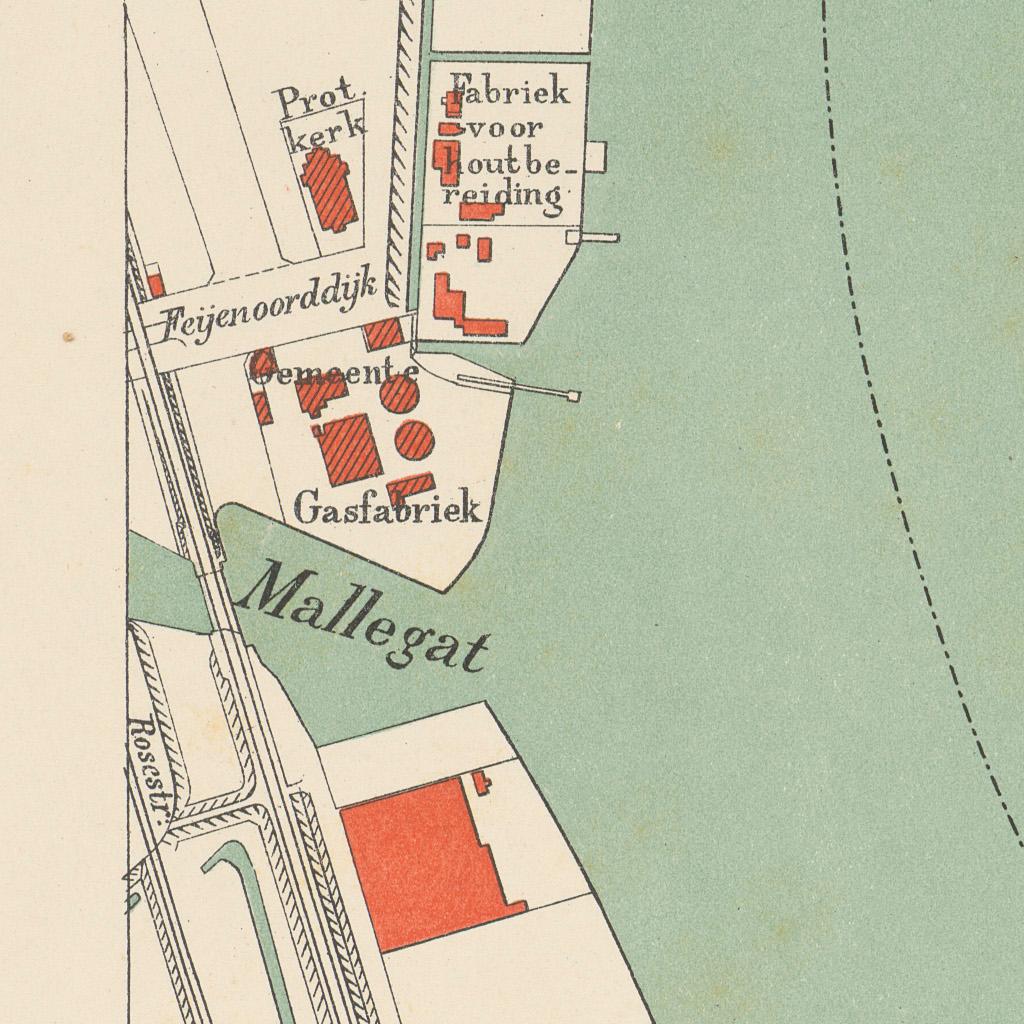 Prot.
kerk
Fabriek
voor
houtbe-
reiding
Feijenoorddijk
Gemeente
Gasfabriek
Mallegat
Rosestr.